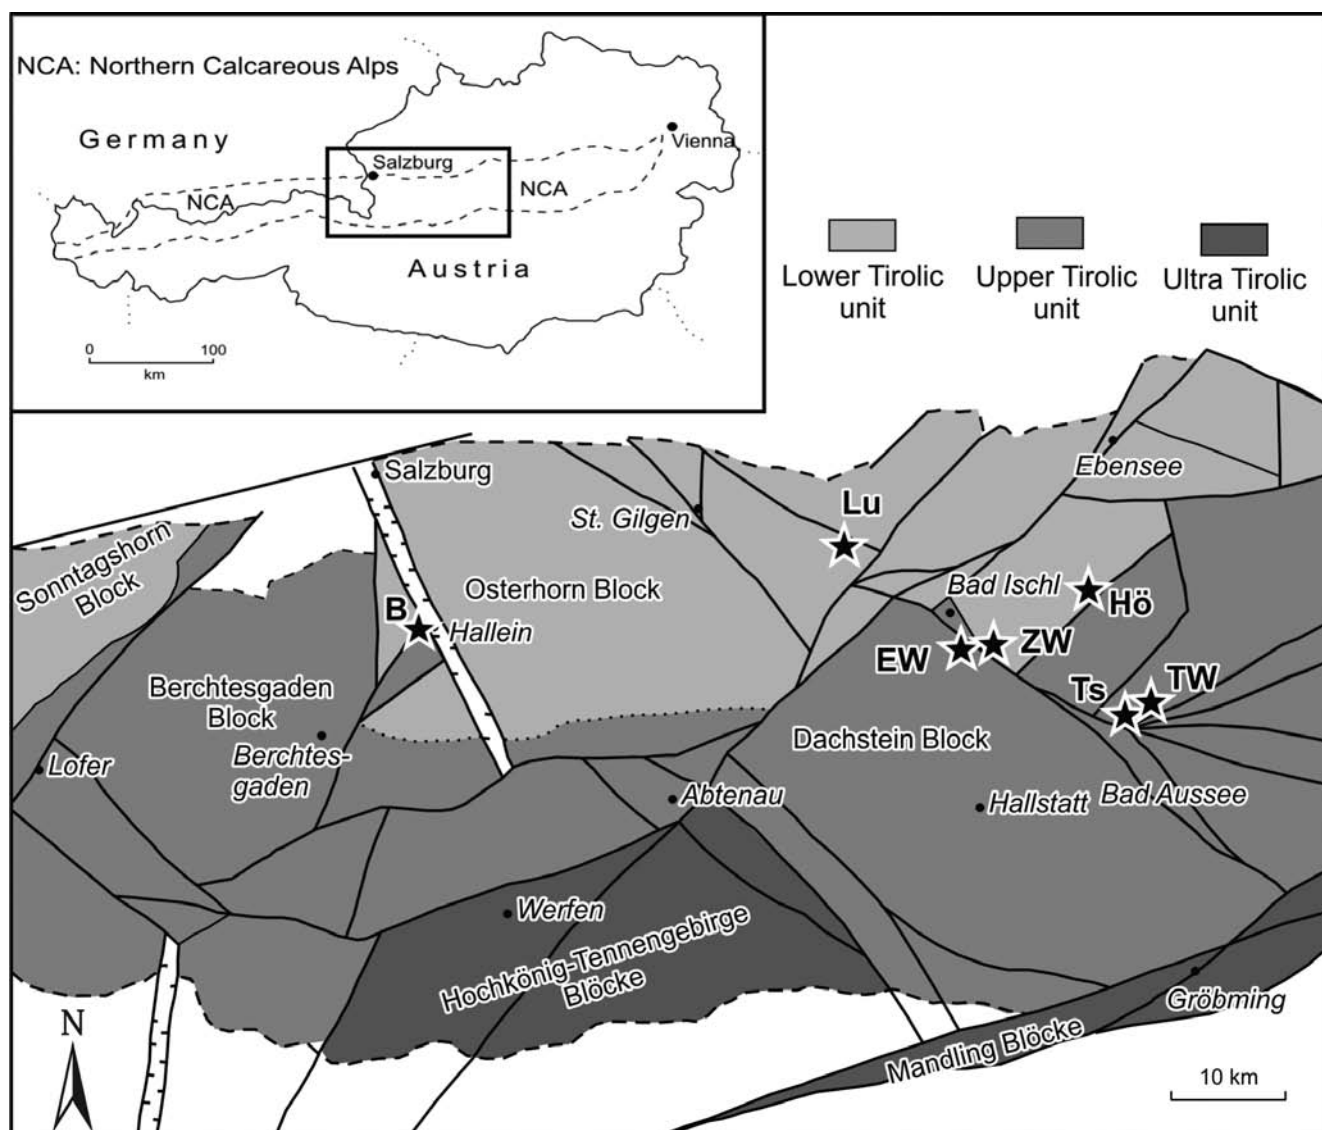 NCA: Northern Calcareous Alps
Germany
Vienna
Salzburg
NCA
NCA
Austria
0 100
km
Lower Tirolic
unit
Upper Tirolic
unit
Ultra Tirolic
unit
Salzburg
Ebensee
Lu
St. Gilgen
Sonntagshorn
Block
Osterhorn Block
Bad Ischl
Hö
B
Hallein
EW
ZW
Berchtesgaden
Block
Ts
TW
Dachstein Block
Berchtes-
gaden
Lofer
Abtenau
Hallstatt
Bad Aussee
Werfen
Hochkönig-Tennengebirge
Blöcke
Gröbming
Mandling Blöcke
N
10 km